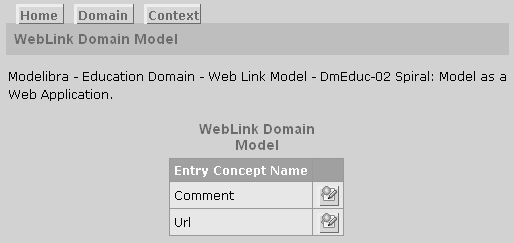 Home Domain Context
WebLink Domain Model
Modelibra - Education Domain - Web Link Model - DmEduc-02 Spiral: Model as a
Web Application.
WebLink Domain
Model
Entry Concept Name
Comment
Url